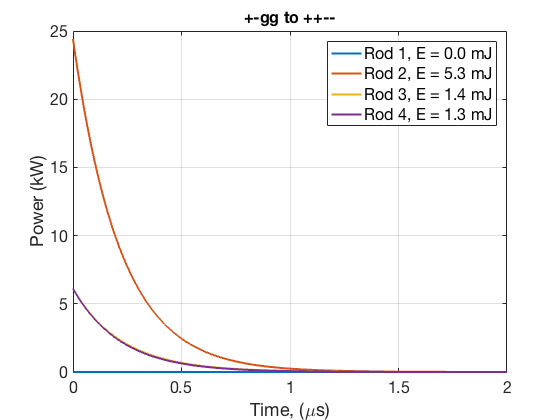 +-gg to ++--
Power (kW)
25
20
15
10
5
0
Rod 1, E = 0.0 mJ
Rod 2, E = 5.3 mJ
Rod 3, E = 1.4 mJ
Rod 4, E = 1.3 mJ
0 0.5 1 1.5 2
Time, (μs)